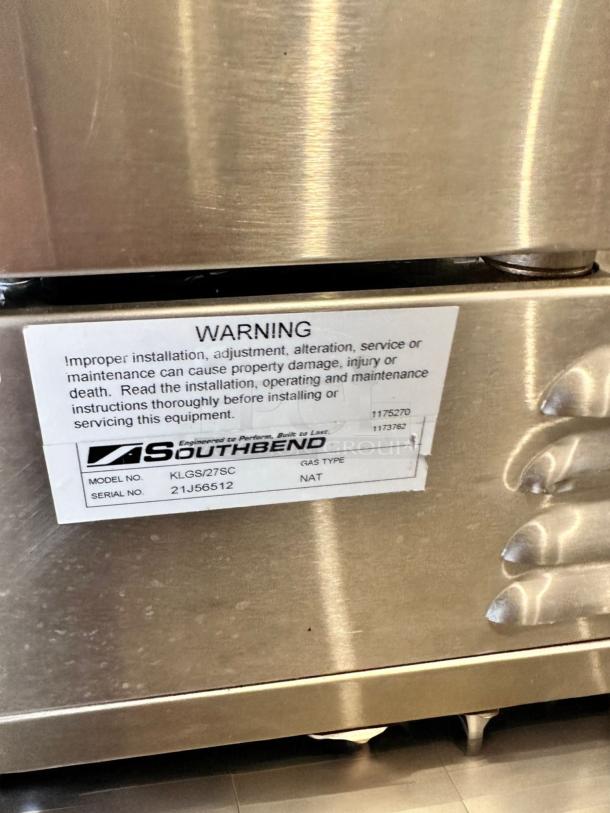 WARNING
Improper installation, adjustment, alteration, service or
maintenance can cause property damage, injury or
death. Read the installation, operating and maintenance
instructions thoroughly before installing or
servicing this equipment.
1175270
1173762
Engineered to Perform, Built to Last.
SOUTHBEND
MODEL NO. KLGS/27SC GAS TYPE
SERIAL NO. 21J56512 NAT
GROUP